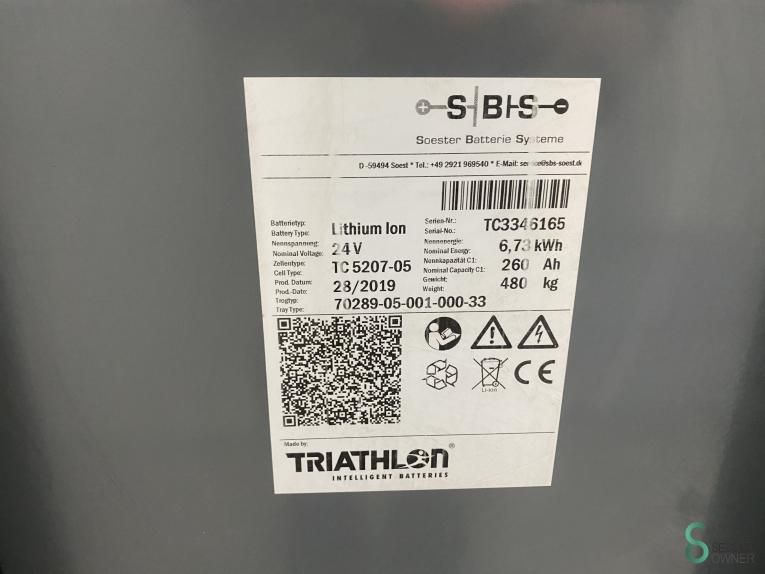 S|BI-S
Soester Batterie Systeme
D -59494 Soest * Tel.: +49 2921 969540 * E-Mail: service@sbs-soest.dk
Batterietyp:
Battery Type: Lithium Ion
Nennspannung:
Nominal Voltage: 24 V
Zellentype:
Cell Type: TC 5207-05
Prod. Datum:
Prod.-Date: 28/2019
Trogtyp:
Tray Type: 70289-05-001-000-33
Serien-Nr.:
Serial-No.: TC3346165
Nennenergie:
Nominal Energy: 6,73 kWh
Nennkapazität C1:
Nominal Capacity C1: 260 Ah
Gewicht:
Weight: 480 kg
Li-Ion
CE
Made by:
TRIATHLON®
INTELLIGENT BATTERIES
OWNER